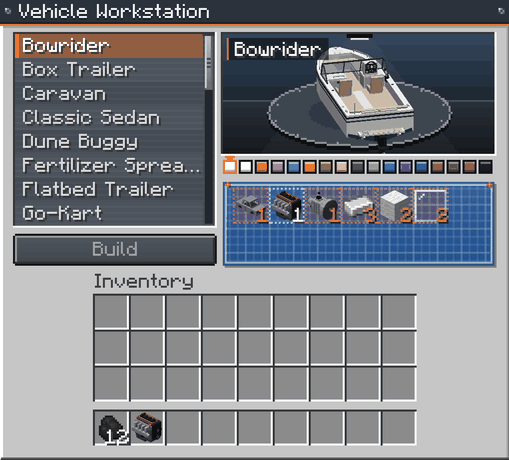 Vehicle Workstation
Bowrider
Box Trailer
Caravan
Classic Sedan
Dune Buggy
Fertilizer Sprea...
Flatbed Trailer
Go-Kart
Bowrider
1 1 1 3 2 2
Build
Inventory
12